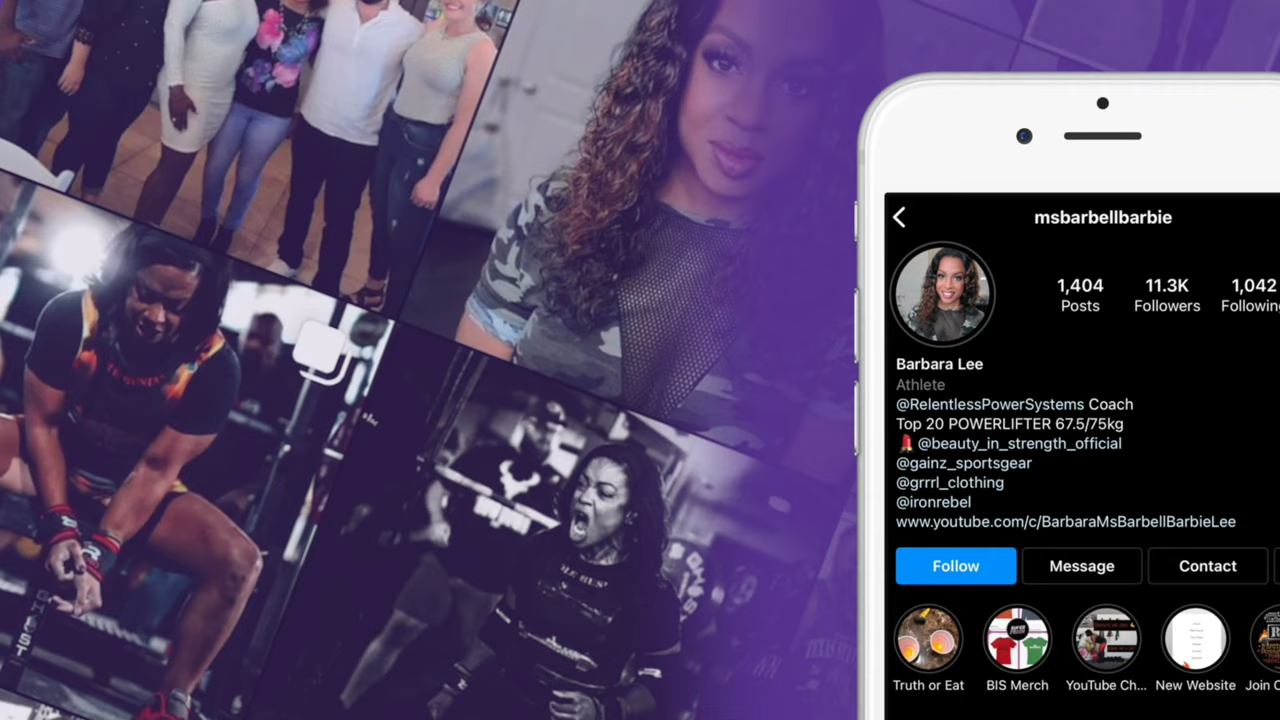 msbarbellbarbie
1,404
11.3K
1,042
Posts
Followers
Following
Barbara Lee
Athlete
@RelentlessPowerSystems Coach
Top 20 POWERLIFTER 67.5/75kg
💄 @beauty_in_strength_official
@gainz_sportsgear
@grrrl_clothing
@ironrebel
www.youtube.com/c/BarbaraMsBarbellBarbieLee
Follow
Message
Contact
Truth or Eat
BIS Merch
YouTube Ch...
New Website
Join